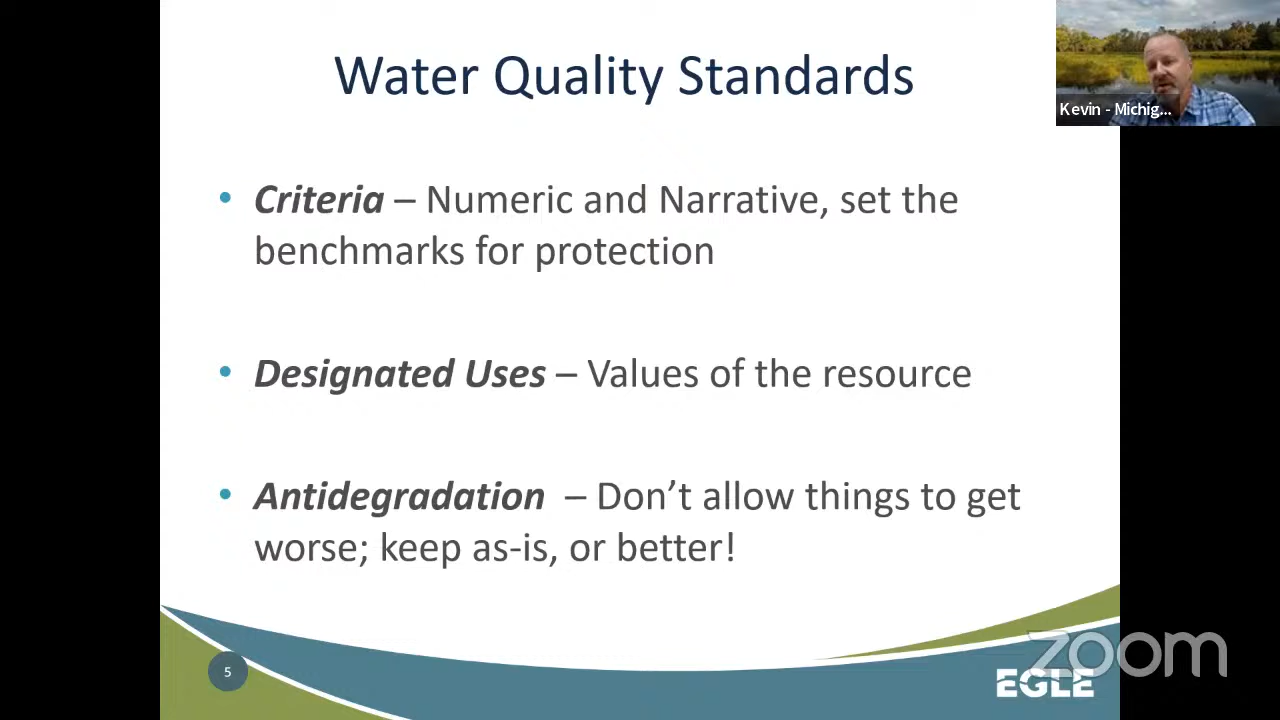 Water Quality Standards
Kevin - Michig...
• Criteria – Numeric and Narrative, set the
benchmarks for protection
• Designated Uses – Values of the resource
• Antidegradation – Don’t allow things to get
worse; keep as-is, or better!
5
zoom
EGLE